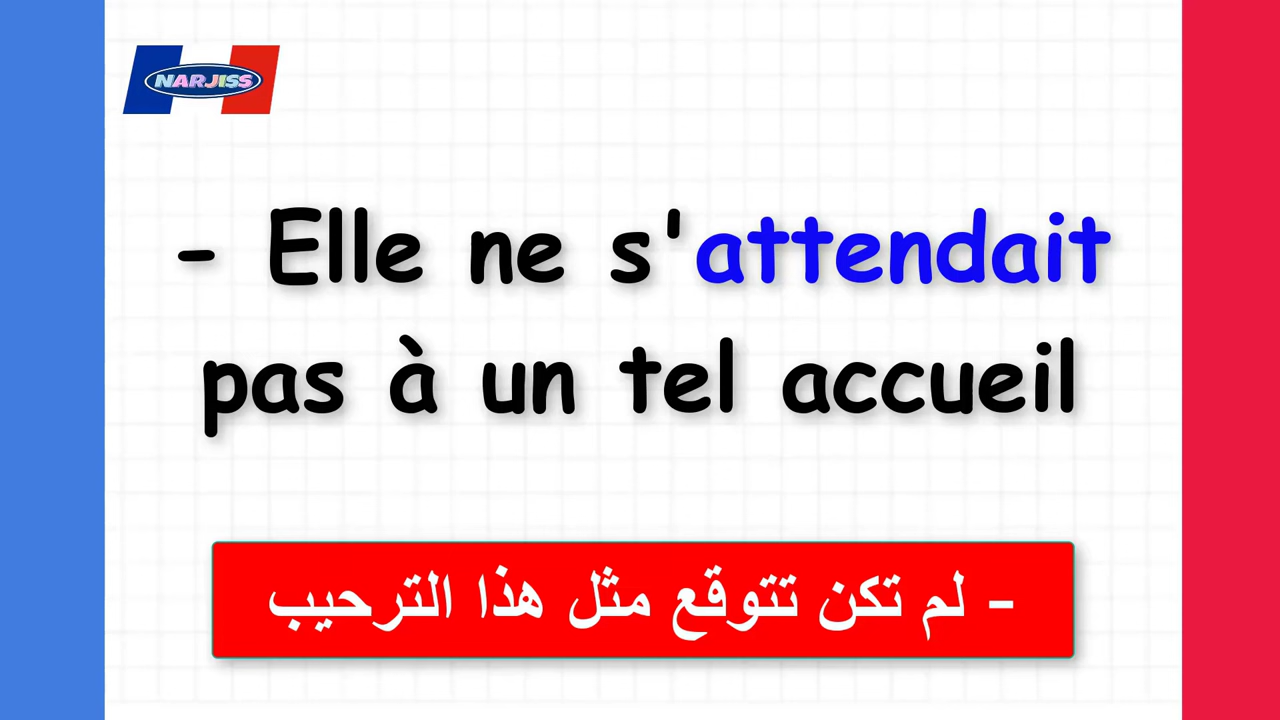 NARJISS
- Elle ne s'attendait
pas à un tel accueil
- لم تكن تتوقع مثل هذا الترحيب